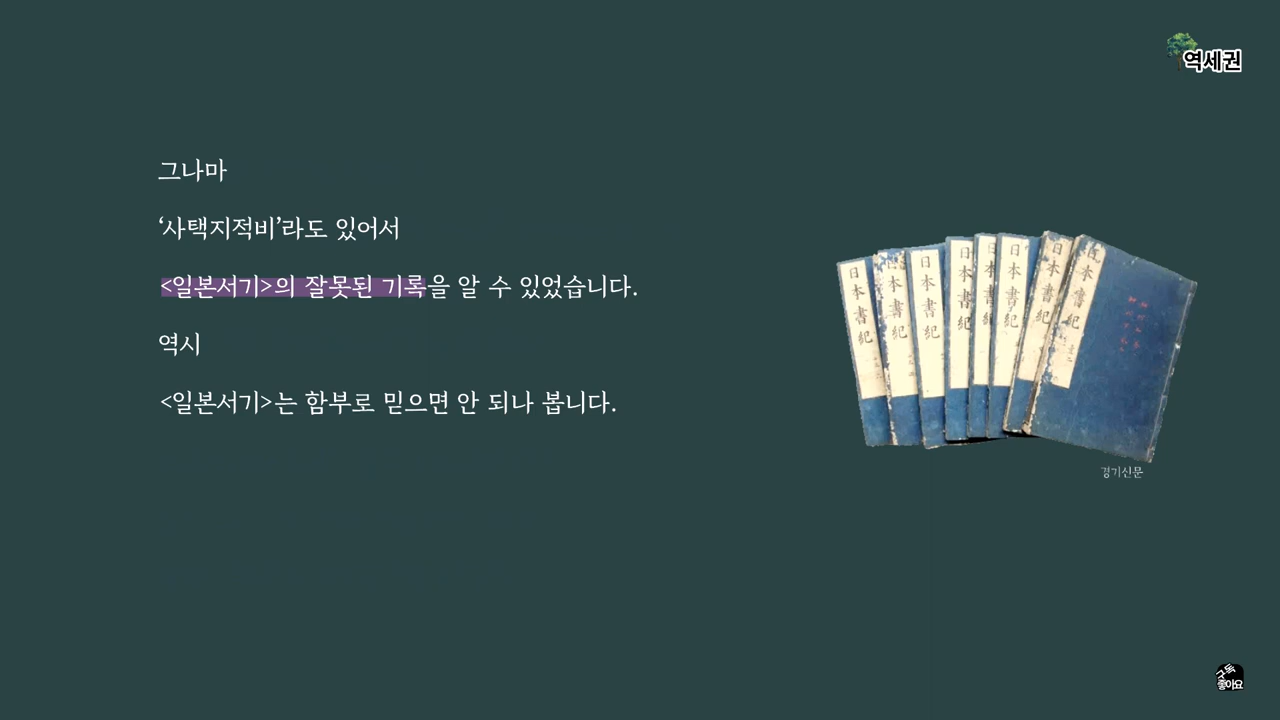 역세권
그나마
‘사택지적비’라도 있어서
<일본서기>의 잘못된 기록을 알 수 있었습니다.
역시
<일본서기>는 함부로 믿으면 안 되나 봅니다.
日本書紀
日本書紀
日本書紀
日本書紀
日本書紀
日本書紀
日本書紀
日本書紀
경기신문
구독
좋아요